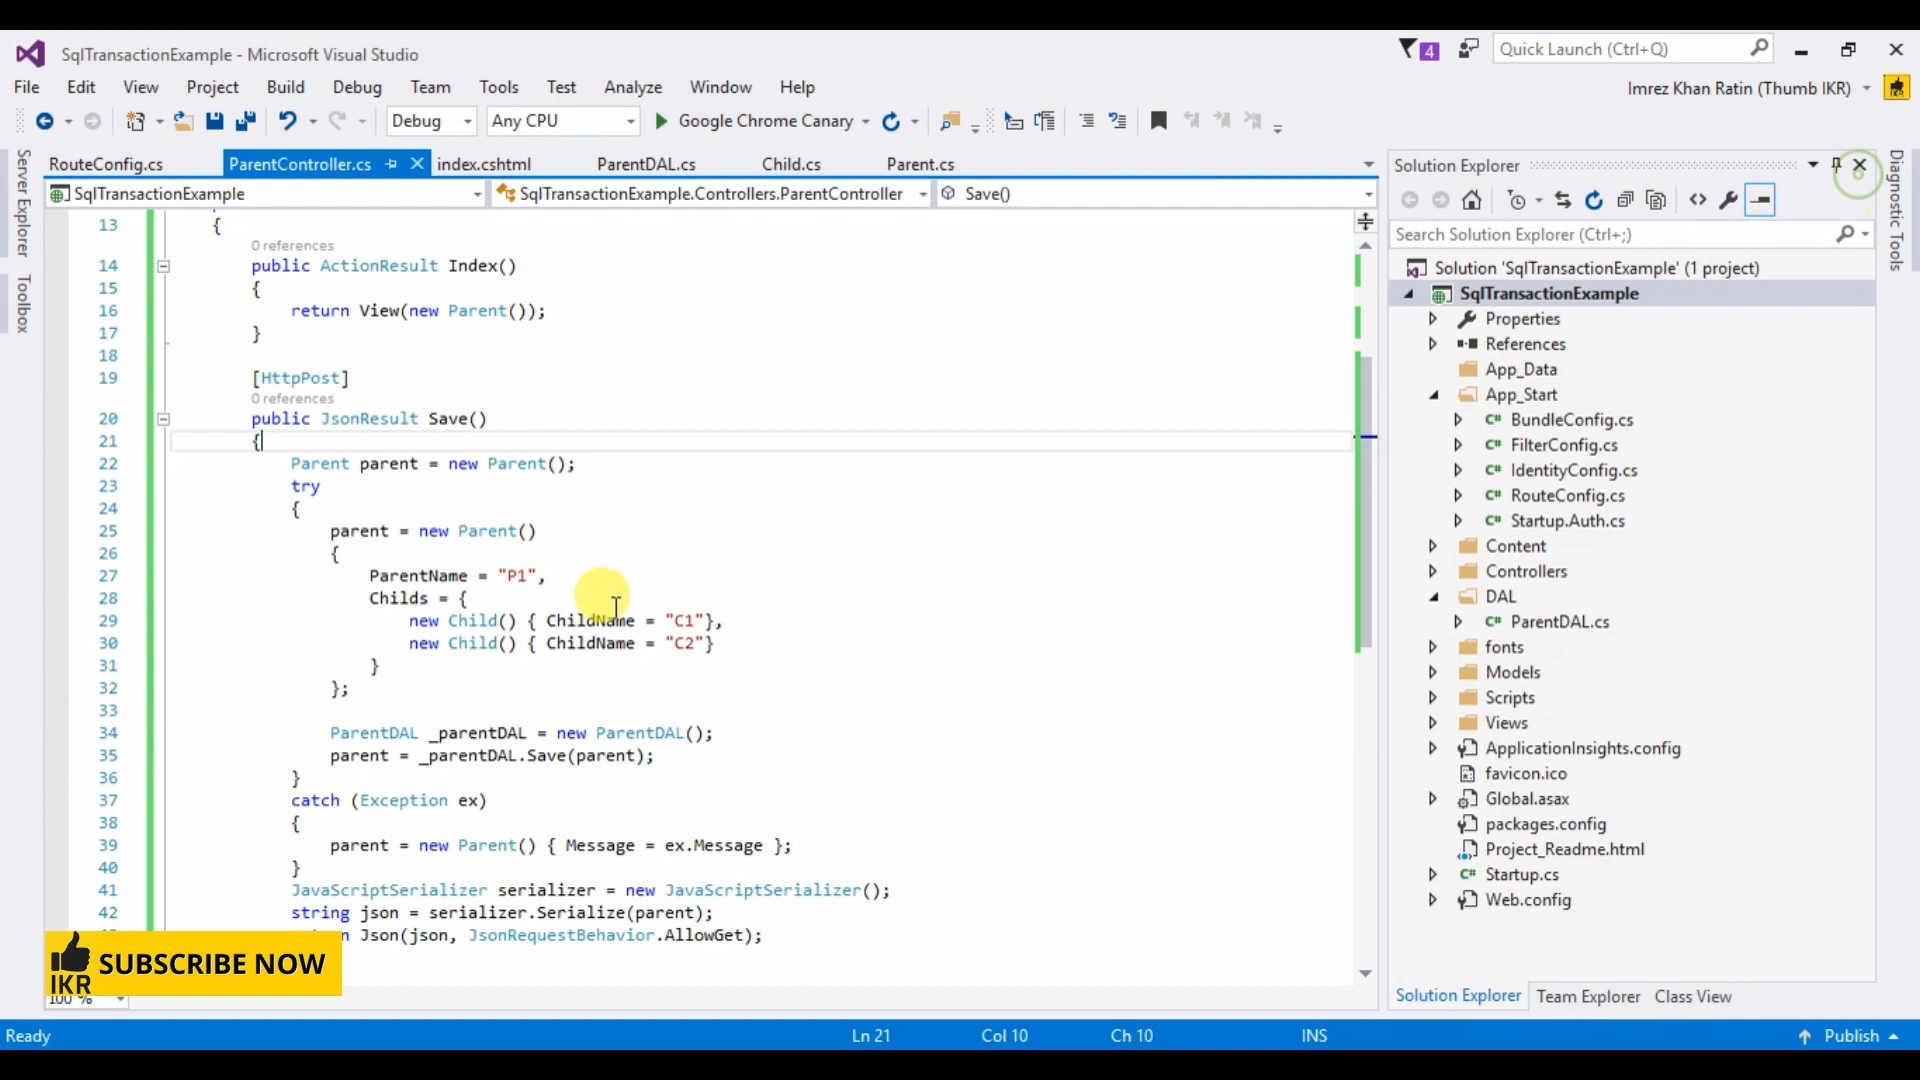 SqlTransactionExample - Microsoft Visual Studio
4
Quick Launch (Ctrl+Q)
File Edit View Project Build Debug Team Tools Test Analyze Window Help
Imrez Khan Ratin (Thumb IKR)
Debug Any CPU Google Chrome Canary
Server Explorer
Toolbox
RouteConfig.cs ParentController.cs index.cshtml ParentDAL.cs Child.cs Parent.cs
SqlTransactionExample SqlTransactionExample.Controllers.ParentController Save()
13 {
0 references
14 public ActionResult Index()
15 {
16 return View(new Parent());
17 }
18
19 [HttpPost]
0 references
20 public JsonResult Save()
21 {
22 Parent parent = new Parent();
23 try
24 {
25 parent = new Parent()
26 {
27 ParentName = "P1",
28 Childs = {
29 new Child() { ChildName = "C1"},
30 new Child() { ChildName = "C2"}
31 }
32 };
33
34 ParentDAL _parentDAL = new ParentDAL();
35 parent = _parentDAL.Save(parent);
36 }
37 catch (Exception ex)
38 {
39 parent = new Parent() { Message = ex.Message };
40 }
41 JavaScriptSerializer serializer = new JavaScriptSerializer();
42 string json = serializer.Serialize(parent);
Json(json, JsonRequestBehavior.AllowGet);
IKR SUBSCRIBE NOW
100 %
Solution Explorer
Search Solution Explorer (Ctrl+;)
Solution 'SqlTransactionExample' (1 project)
SqlTransactionExample
Properties
References
App_Data
App_Start
C# BundleConfig.cs
C# FilterConfig.cs
C# IdentityConfig.cs
C# RouteConfig.cs
C# Startup.Auth.cs
Content
Controllers
DAL
C# ParentDAL.cs
fonts
Models
Scripts
Views
ApplicationInsights.config
favicon.ico
Global.asax
packages.config
Project_Readme.html
C# Startup.cs
Web.config
Solution Explorer Team Explorer Class View
Diagnostic Tools
Ready Ln 21 Col 10 Ch 10 INS Publish